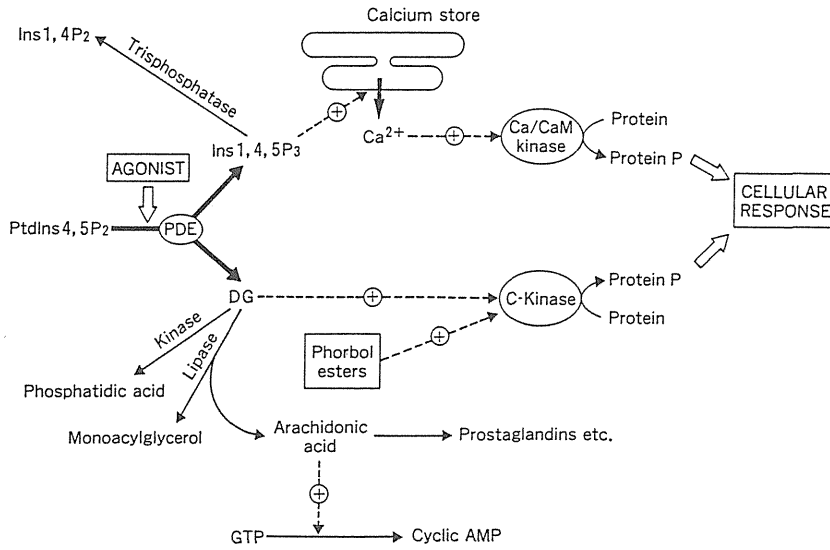 Calcium store
Ins1,4P₂
Trisphosphatase
Ins1,4,5P₃
Ca²⁺
Ca/CaM
kinase
Protein
Protein P
AGONIST
PtdIns4,5P₂
PDE
CELLULAR
RESPONSE
DG
C-Kinase
Protein P
Protein
Kinase
Lipase
Phorbol
esters
Phosphatidic acid
Monoacylglycerol
Arachidonic
acid
Prostaglandins etc.
GTP
Cyclic AMP
+
+
+
+
+